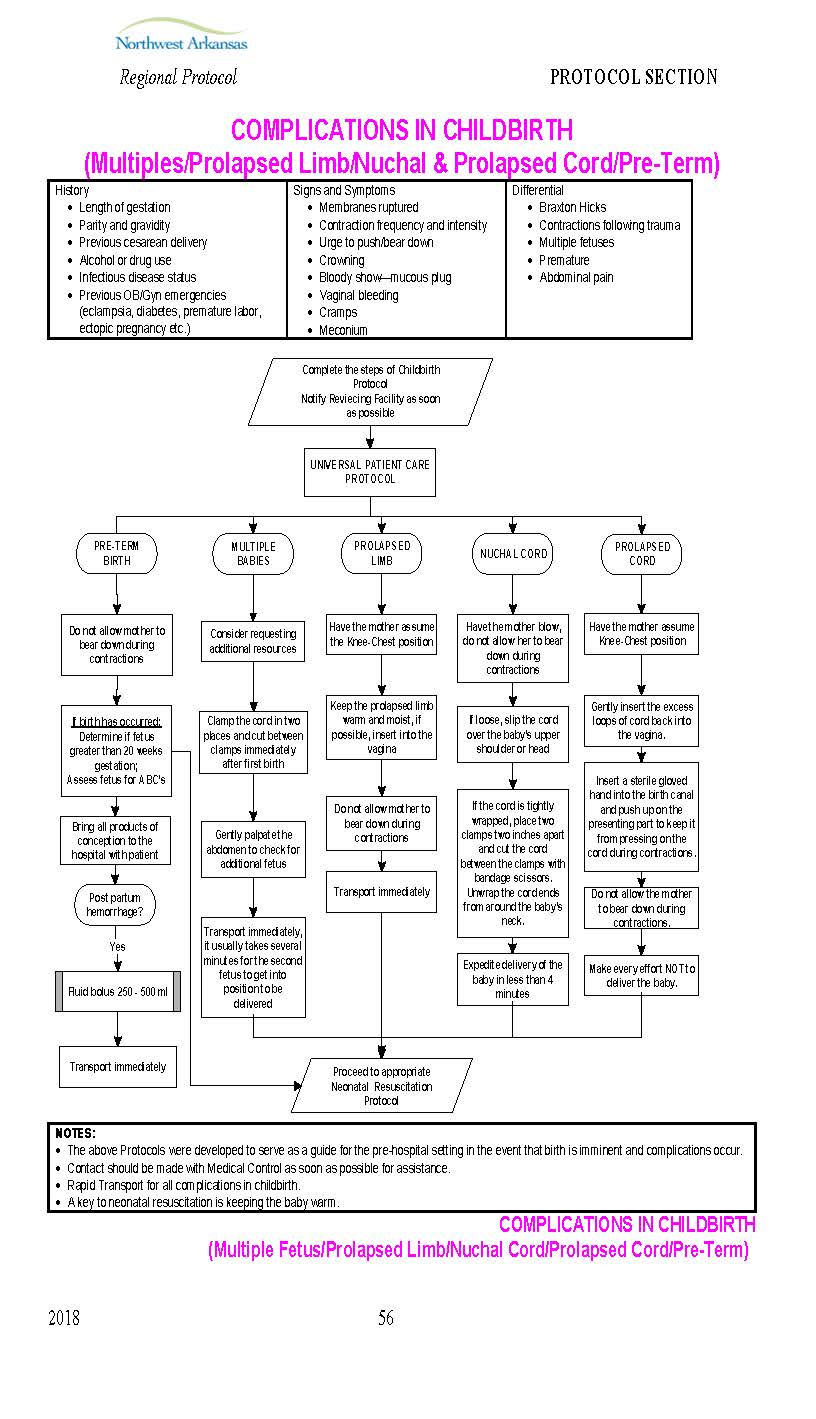 Northwest Arkansas
Regional Protocol
PROTOCOL SECTION
COMPLICATIONS IN CHILDBIRTH
(Multiples/Prolapsed Limb/Nuchal & Prolapsed Cord/Pre-Term)
History
• Length of gestation
• Parity and gravidity
• Previous cesarean delivery
• Alcohol or drug use
• Infectious disease status
• Previous OB/Gyn emergencies
(eclampsia, diabetes, premature labor,
ectopic pregnancy etc.)
Signs and Symptoms
• Membranes ruptured
• Contraction frequency and intensity
• Urge to push/bear down
• Crowning
• Bloody show—mucous plug
• Vaginal bleeding
• Cramps
• Meconium
Differential
• Braxton Hicks
• Contractions following trauma
• Multiple fetuses
• Premature
• Abdominal pain
Complete the steps of Childbirth
Protocol
Notify Reviecing Facility as soon
as possible
UNIVERSAL PATIENT CARE
PROTOCOL
PRE-TERM
BIRTH
Do not allow mother to
bear down during
contractions
If birth has occurred:
Determine if fetus
greater than 20 weeks
gestation;
Assess fetus for ABC's
Bring all products of
conception to the
hospital with patient
Post partum
hemorrhage?
Yes
Fluid bolus 250 - 500 ml
Transport immediately
MULTIPLE
BABIES
Consider requesting
additional resources
Clamp the cord in two
places and cut between
clamps immediately
after first birth
Gently palpate the
abdomen to check for
additional fetus
Transport immediately,
it usually takes several
minutes for the second
fetus to get into
position to be
delivered
PROLAPSED
LIMB
Have the mother assume
the Knee-Chest position
Keep the prolapsed limb
warm and moist, if
possible, insert into the
vagina
Do not allow mother to
bear down during
contractions
Transport immediately
NUCHAL CORD
Have the mother blow,
do not allow her to bear
down during
contractions
If loose, slip the cord
over the baby's upper
shoulder or head
If the cord is tightly
wrapped, place two
clamps two inches apart
and cut the cord
between the clamps with
bandage scissors.
Unwrap the cord ends
from around the baby's
neck.
Expedite delivery of the
baby in less than 4
minutes
PROLAPSED
CORD
Have the mother assume
Knee-Chest position
Gently insert the excess
loops of cord back into
the vagina.
Insert a sterile gloved
hand into the birth canal
and push up on the
presenting part to keep it
from pressing on the
cord during contractions.
Do not allow the mother
to bear down during
contractions.
Make every effort NOT to
deliver the baby.
Proceed to appropriate
Neonatal Resuscitation
Protocol
NOTES:
• The above Protocols were developed to serve as a guide for the pre-hospital setting in the event that birth is imminent and complications occur.
• Contact should be made with Medical Control as soon as possible for assistance.
• Rapid Transport for all complications in childbirth.
• A key to neonatal resuscitation is keeping the baby warm.
COMPLICATIONS IN CHILDBIRTH
(Multiple Fetus/Prolapsed Limb/Nuchal Cord/Prolapsed Cord/Pre-Term)
2018
56